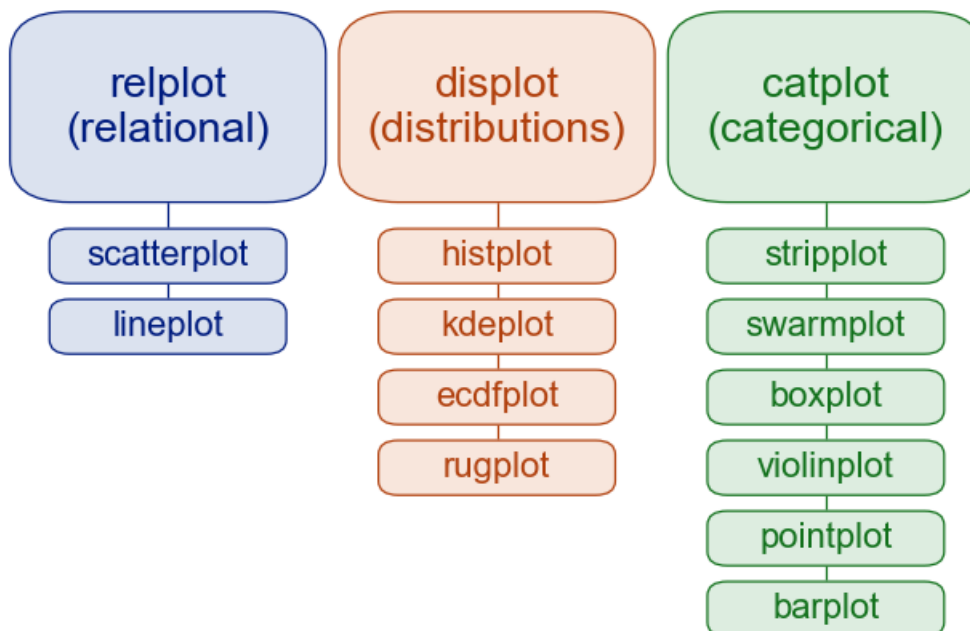 relplot
(relational)
scatterplot
lineplot
displot
(distributions)
histplot
kdeplot
ecdfplot
rugplot
catplot
(categorical)
stripplot
swarmplot
boxplot
violinplot
pointplot
barplot